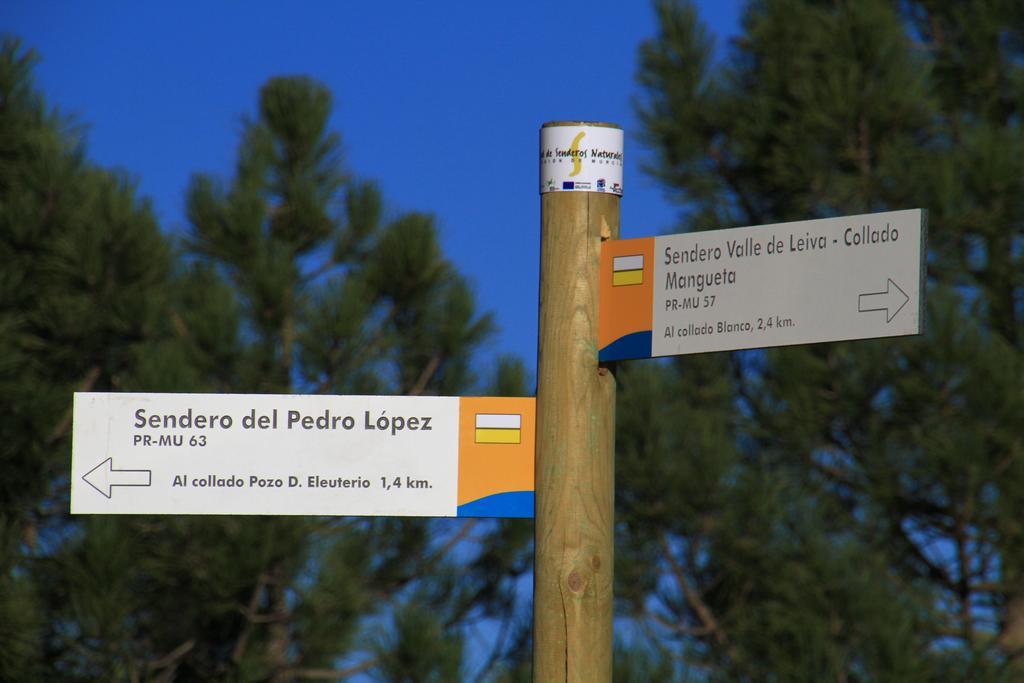 de Senderos Naturales
Sendero Valle de Leiva - Collado
Mangueta
PR-MU 57
Al collado Blanco, 2,4 km.
Sendero del Pedro López
PR-MU 63
Al collado Pozo D. Eleuterio 1,4 km.